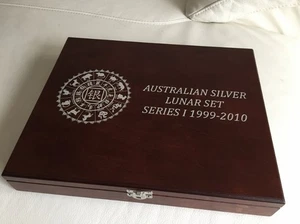 AUSTRALIAN SILVER
LUNAR SET
SERIES I 1999-2010